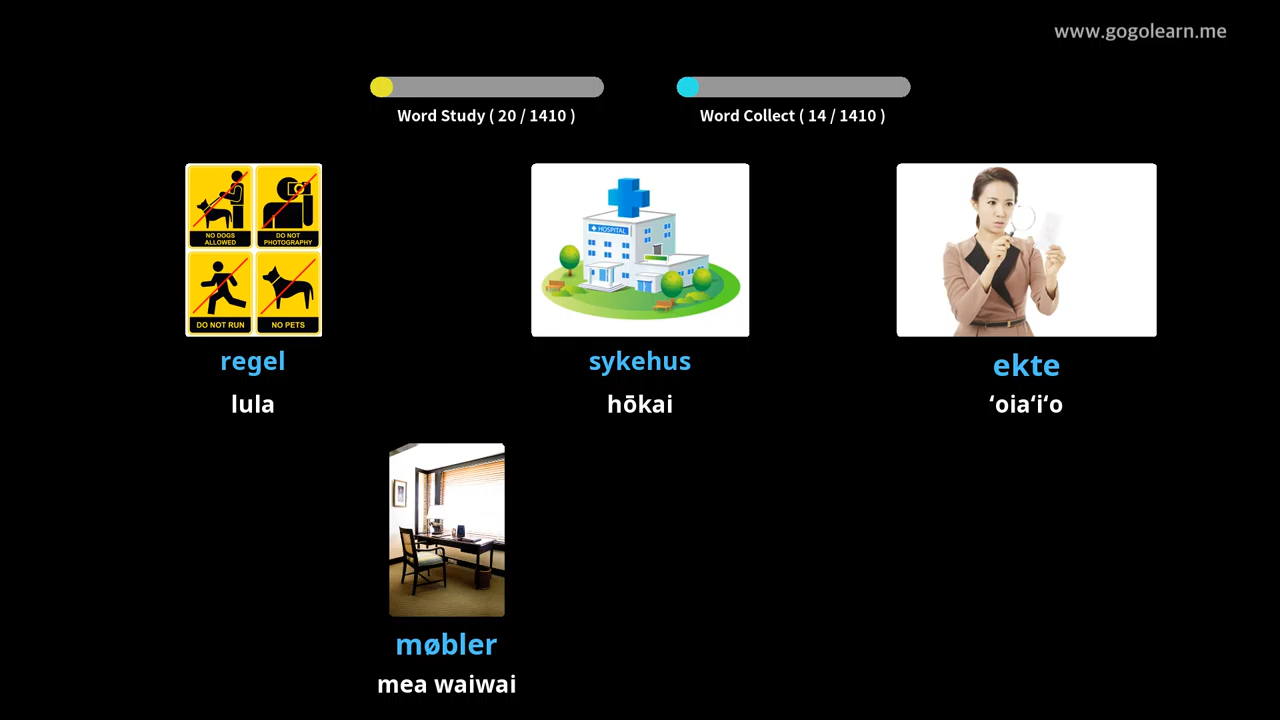 www.gogolearn.me
Word Study ( 20 / 1410 )
Word Collect ( 14 / 1410 )
NO DOGS
ALLOWED
DO NOT
PHOTOGRAPHY
DO NOT RUN
NO PETS
HOSPITAL
regel
sykehus
ekte
lula
hōkai
ʻoiaʻiʻo
møbler
mea waiwai